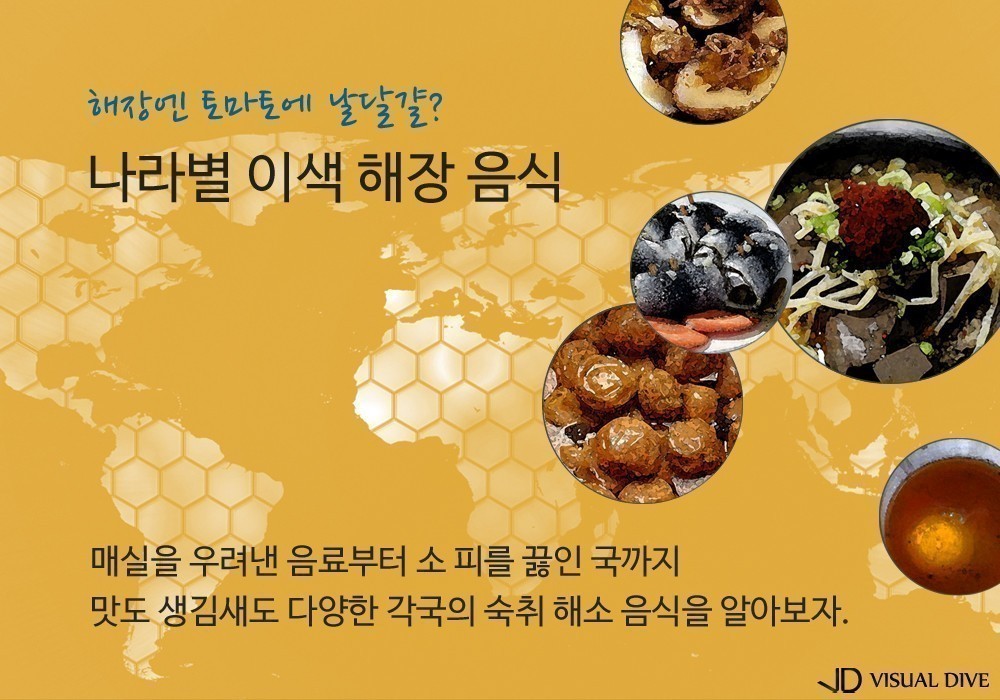 해장엔 토마토에 날달걀?
나라별 이색 해장 음식
매실을 우려낸 음료부터 소 피를 끓인 국까지
맛도 생김새도 다양한 각국의 숙취 해소 음식을 알아보자.
VD VISUAL DIVE